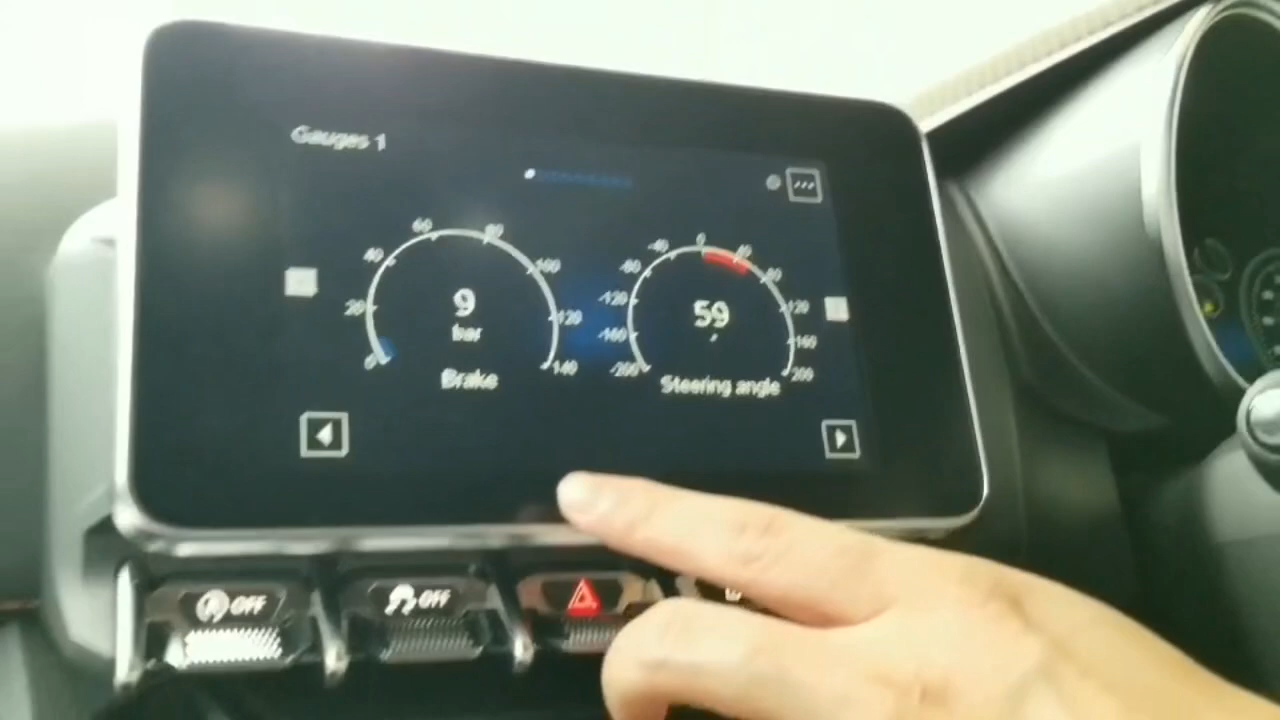 Gauges 1
60 80
40 100
20 120
0 140
9
bar
Brake
-40 0 40
-80 80
-120 120
-160 160
-200 200
59
Steering angle
OFF
OFF